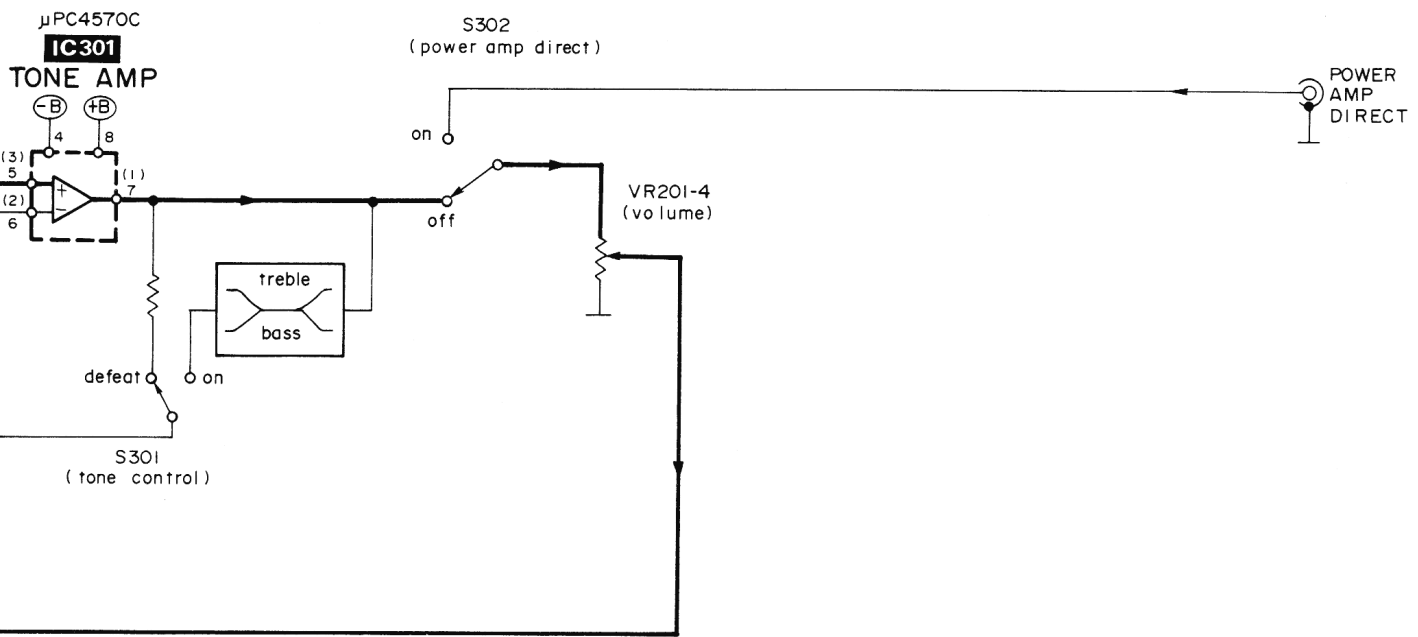 μPC4570C
IC301
TONE AMP
-B +B
4 8
(3)
5
(2)
6
+
-
(1)
7
S302
(power amp direct)
on
off
POWER
AMP
DIRECT
VR201-4
(volume)
treble
bass
defeat on
S301
(tone control)